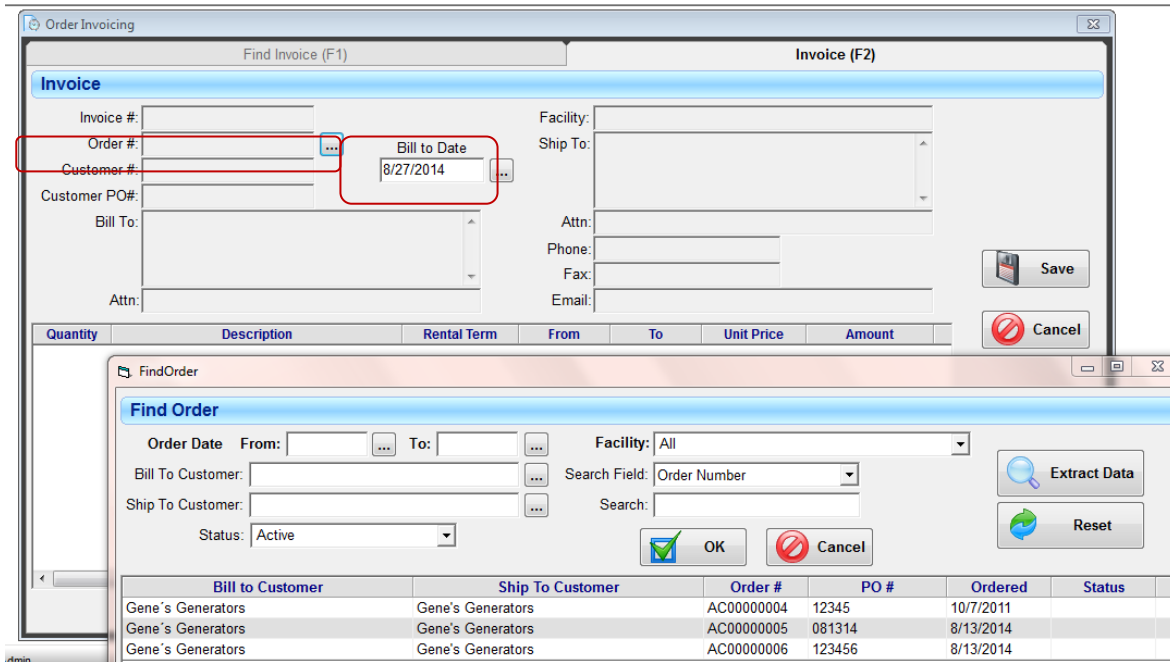 Order Invoicing
Find Invoice (F1) Invoice (F2)
Invoice
Invoice #: Facility:
Order #: ... Bill to Date Ship To:
Customer #: 8/27/2014 ...
Customer PO#:
Bill To: Attn:
Phone:
Fax: Save
Attn: Email:
Quantity Description Rental Term From To Unit Price Amount Cancel
FindOrder
Find Order
Order Date From: ... To: ... Facility: All
Bill To Customer: ... Search Field: Order Number Extract Data
Ship To Customer: ... Search:
Status: Active OK Cancel Reset
Bill to Customer Ship To Customer Order # PO # Ordered Status
Gene´s Generators Gene's Generators AC00000004 12345 10/7/2011
Gene´s Generators Gene's Generators AC00000005 081314 8/13/2014
Gene´s Generators Gene's Generators AC00000006 123456 8/13/2014